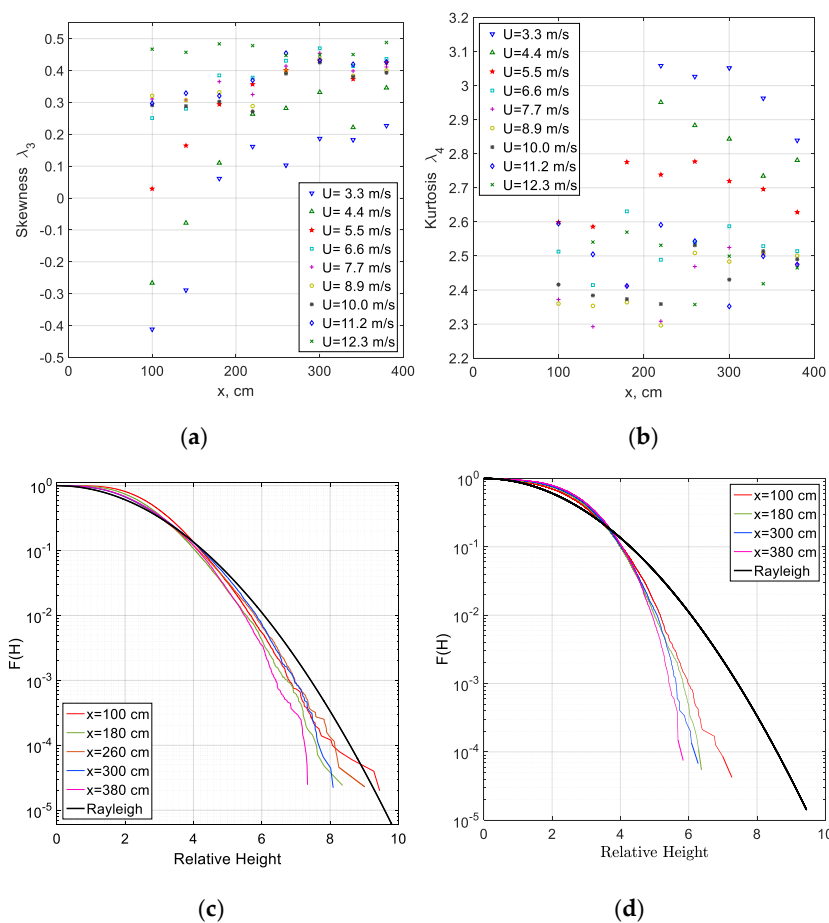 0.5
0.4
0.3
0.2
0.1
0
-0.1
-0.2
-0.3
-0.4
-0.5
Skewness λ3
U= 3.3 m/s
U= 4.4 m/s
U= 5.5 m/s
U= 6.6 m/s
U= 7.7 m/s
U= 8.9 m/s
U=10.0 m/s
U=11.2 m/s
U=12.3 m/s
0 100 200 300 400
x, cm
(a)
3.1
3
2.9
2.8
2.7
2.6
2.5
2.4
2.3
2.2
Kurtosis λ4
U=3.3 m/s
U=4.4 m/s
U=5.5 m/s
U=6.6 m/s
U=7.7 m/s
U=8.9 m/s
U=10.0 m/s
U=11.2 m/s
U=12.3 m/s
0 100 200 300 400
x, cm
(b)
10^0
10^-1
10^-2
10^-3
10^-4
10^-5
F(H)
x=100 cm
x=180 cm
x=260 cm
x=300 cm
x=380 cm
Rayleigh
0 2 4 6 8 10
Relative Height
(c)
10^0
10^-1
10^-2
10^-3
10^-4
10^-5
F(H)
x=100 cm
x=180 cm
x=300 cm
x=380 cm
Rayleigh
0 2 4 6 8 10
Relative Height
(d)